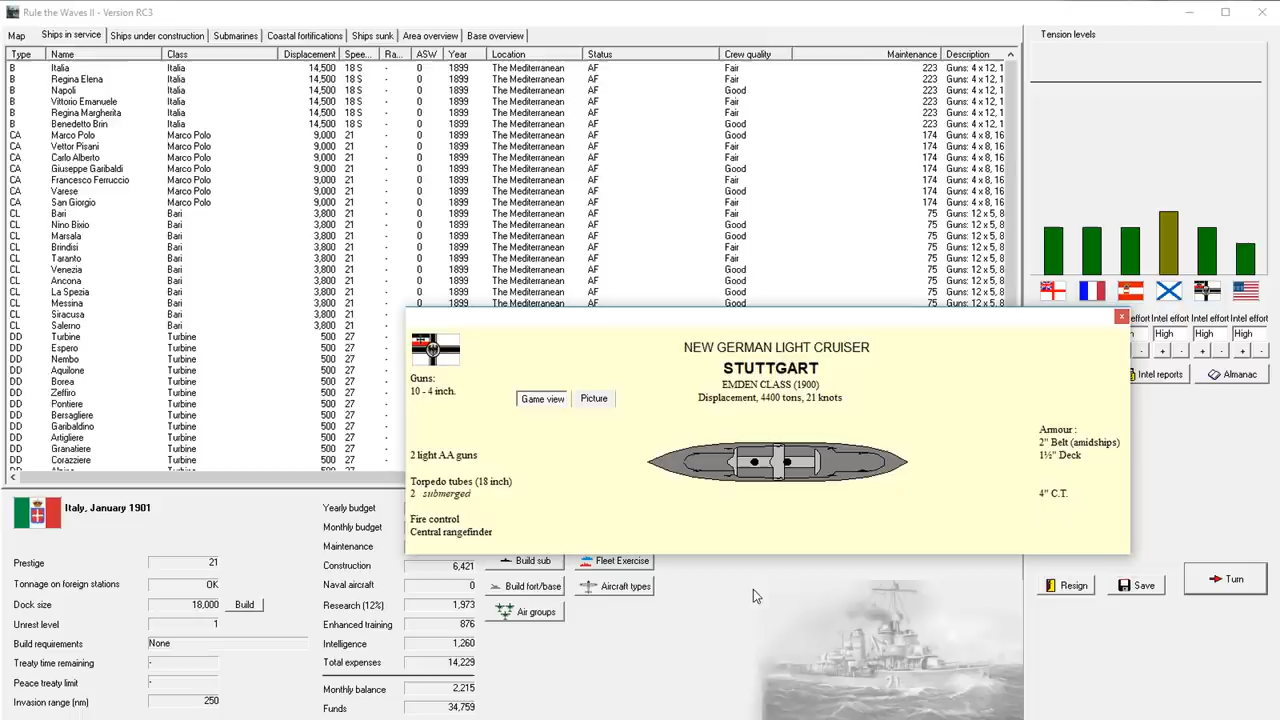 Rule the Waves II - Version RC3
Map Ships in service Ships under construction Submarines Coastal fortifications Ships sunk Area overview Base overview
Type Name Class Displacement Spee... Ra... ASW Year Location Status Crew quality Maintenance Description
B Italia Italia 14,500 18 S - 0 1899 The Mediterranean AF Fair 223 Guns: 4 x 12, 1
B Regina Elena Italia 14,500 18 S - 0 1899 The Mediterranean AF Fair 223 Guns: 4 x 12, 1
B Napoli Italia 14,500 18 S - 0 1899 The Mediterranean AF Good 223 Guns: 4 x 12, 1
B Vittorio Emanuele Italia 14,500 18 S - 0 1899 The Mediterranean AF Fair 223 Guns: 4 x 12, 1
B Regina Margherita Italia 14,500 18 S - 0 1899 The Mediterranean AF Fair 223 Guns: 4 x 12, 1
B Benedetto Brin Italia 14,500 18 S - 0 1899 The Mediterranean AF Good 223 Guns: 4 x 12, 1
CA Marco Polo Marco Polo 9,000 21 - 0 1899 The Mediterranean AF Good 174 Guns: 4 x 8, 16
CA Vettor Pisani Marco Polo 9,000 21 - 0 1899 The Mediterranean AF Fair 174 Guns: 4 x 8, 16
CA Carlo Alberto Marco Polo 9,000 21 - 0 1899 The Mediterranean AF Fair 174 Guns: 4 x 8, 16
CA Giuseppe Garibaldi Marco Polo 9,000 21 - 0 1899 The Mediterranean AF Good 174 Guns: 4 x 8, 16
CA Francesco Ferruccio Marco Polo 9,000 21 - 0 1899 The Mediterranean AF Fair 174 Guns: 4 x 8, 16
CA Varese Marco Polo 9,000 21 - 0 1899 The Mediterranean AF Good 174 Guns: 4 x 8, 16
CA San Giorgio Marco Polo 9,000 21 - 0 1899 The Mediterranean AF Good 174 Guns: 4 x 8, 16
CL Bari Bari 3,800 21 - 0 1899 The Mediterranean AF Fair 75 Guns: 12 x 5, 8
CL Nino Bixio Bari 3,800 21 - 0 1899 The Mediterranean AF Good 75 Guns: 12 x 5, 8
CL Marsala Bari 3,800 21 - 0 1899 The Mediterranean AF Good 75 Guns: 12 x 5, 8
CL Brindisi Bari 3,800 21 - 0 1899 The Mediterranean AF Fair 75 Guns: 12 x 5, 8
CL Taranto Bari 3,800 21 - 0 1899 The Mediterranean AF Fair 75 Guns: 12 x 5, 8
CL Venezia Bari 3,800 21 - 0 1899 The Mediterranean AF Good 75 Guns: 12 x 5, 8
CL Ancona Bari 3,800 21 - 0 1899 The Mediterranean AF Good 75 Guns: 12 x 5, 8
CL La Spezia Bari 3,800 21 - 0 1899 The Mediterranean AF Good 75 Guns: 12 x 5, 8
CL Messina Bari 3,800 21 - 0 1899 The Mediterranean AF Good 75 Guns: 12 x 5, 8
CL Siracusa Bari 3,800 21
CL Salerno Bari 3,800 21
DD Turbine Turbine 500 27
DD Espero Turbine 500 27
DD Nembo Turbine 500 27
DD Aquilone Turbine 500 27
DD Borea Turbine 500 27
DD Zeffiro Turbine 500 27
DD Pontiere Turbine 500 27
DD Bersagliere Turbine 500 27
DD Garibaldino Turbine 500 27
DD Artigliere Turbine 500 27
DD Granatiere Turbine 500 27
DD Corazziere Turbine 500 27
Tension levels
ntel effort Intel effort Intel effort Intel effort
High High High
- + - + - + -
Intel reports Almanac
NEW GERMAN LIGHT CRUISER
STUTTGART
EMDEN CLASS (1900)
Displacement, 4400 tons, 21 knots
Guns:
10 - 4 inch.
Game view Picture
2 light AA guns
Torpedo tubes (18 inch)
2 submerged
Fire control
Central rangefinder
Armour :
2" Belt (amidships)
1½" Deck
4" C.T.
Italy, January 1901
Prestige 21
Tonnage on foreign stations OK
Dock size 18,000 Build
Unrest level 1
Build requirements None
Treaty time remaining -
Peace treaty limit -
Invasion range (nm) 250
Yearly budget
Monthly budget
Maintenance
Construction 6,421
Naval aircraft 0
Research (12%) 1,973
Enhanced training 876
Intelligence 1,260
Total expenses 14,229
Monthly balance 2,215
Funds 34,759
Build sub Fleet Exercise
Build fort/base Aircraft types
Air groups
Resign Save Turn